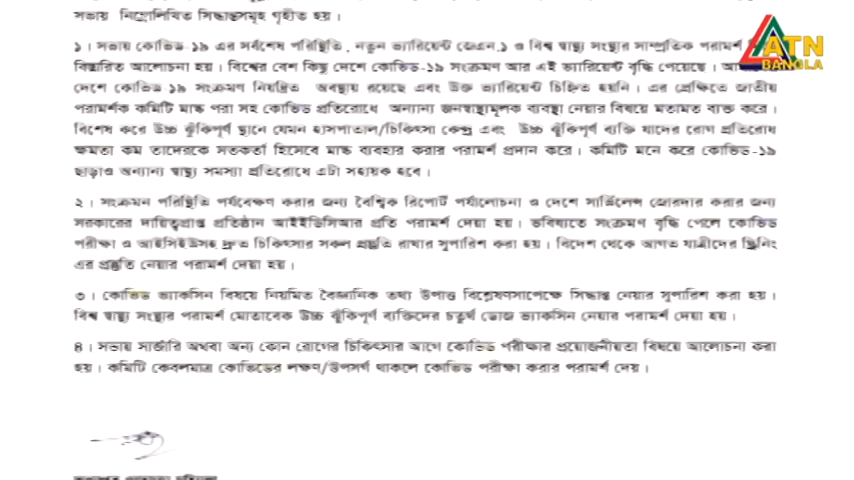 সভায় নিম্নোলিখিত সিদ্ধান্তসমূহ গৃহীত হয়।
১। সভায় কোভিড-১৯ এর সর্বশেষ পরিস্থিতি, নতুন ভ্যারিয়েন্ট জেএন.১ ও বিশ্ব স্বাস্থ্য সংস্থার সাম্প্রতিক পরামর্শ
ATN
বিস্তারিত আলোচনা হয়। বিশ্বের বেশ কিছু দেশে কোভিড-১৯ সংক্রমণ আর এই ভ্যারিয়েন্ট বৃদ্ধি পেয়েছে।
BANGLA
দেশে কোভিড ১৯ সংক্রমণ নিয়ন্ত্রিত অবস্থায় রয়েছে এবং উক্ত ভ্যারিয়েন্ট চিহ্নিত হয়নি। এর প্রেক্ষিতে জাতীয়
পরামর্শক কমিটি মাস্ক পরা সহ কোভিড প্রতিরোধে অন্যান্য জনস্বাস্থ্যমূলক ব্যবস্থা নেয়ার বিষয়ে মতামত ব্যক্ত করে।
বিশেষ করে উচ্চ ঝুঁকিপূর্ণ স্থানে যেমন হাসপাতাল/চিকিৎসা কেন্দ্র এবং উচ্চ ঝুঁকিপূর্ণ ব্যক্তি যাদের রোগ প্রতিরোধ
ক্ষমতা কম তাদেরকে সতর্কতা হিসেবে মাস্ক ব্যবহার করার পরামর্শ প্রদান করে। কমিটি মনে করে কোভিড-১৯
ছাড়াও অন্যান্য স্বাস্থ্য সমস্যা প্রতিরোধে এটা সহায়ক হবে।
২। সংক্রমন পরিস্থিতি পর্যবেক্ষণ করার জন্য বৈশ্বিক রিপোর্ট পর্যালোচনা ও দেশে সার্ভিলেন্স জোরদার করার জন্য
সরকারের দায়িত্বপ্রাপ্ত প্রতিষ্ঠান আইইডিসিআর প্রতি পরামর্শ দেয়া হয়। ভবিষ্যতে সংক্রমণ বৃদ্ধি পেলে কোভিড
পরীক্ষা ও আইসিইউসহ দ্রুত চিকিৎসার সকল প্রস্তুতি রাখার সুপারিশ করা হয়। বিদেশ থেকে আগত যাত্রীদের স্ক্রিনিং
এর প্রস্তুতি নেয়ার পরামর্শ দেয়া হয়।
৩। কোভিড ভ্যাকসিন বিষয়ে নিয়মিত বৈজ্ঞানিক তথ্য উপাত্ত বিশ্লেষণসাপেক্ষে সিদ্ধান্ত নেয়ার সুপারিশ করা হয়।
বিশ্ব স্বাস্থ্য সংস্থার পরামর্শ মোতাবেক উচ্চ ঝুঁকিপূর্ণ ব্যক্তিদের চতুর্থ ডোজ ভ্যাকসিন নেয়ার পরামর্শ দেয়া হয়।
৪। সভায় সার্জারি অথবা অন্য কোন রোগের চিকিৎসার আগে কোভিড পরীক্ষার প্রয়োজনীয়তা বিষয়ে আলোচনা করা
হয়। কমিটি কেবলমাত্র কোভিডের লক্ষণ/উপসর্গ থাকলে কোভিড পরীক্ষা করার পরামর্শ দেয়।